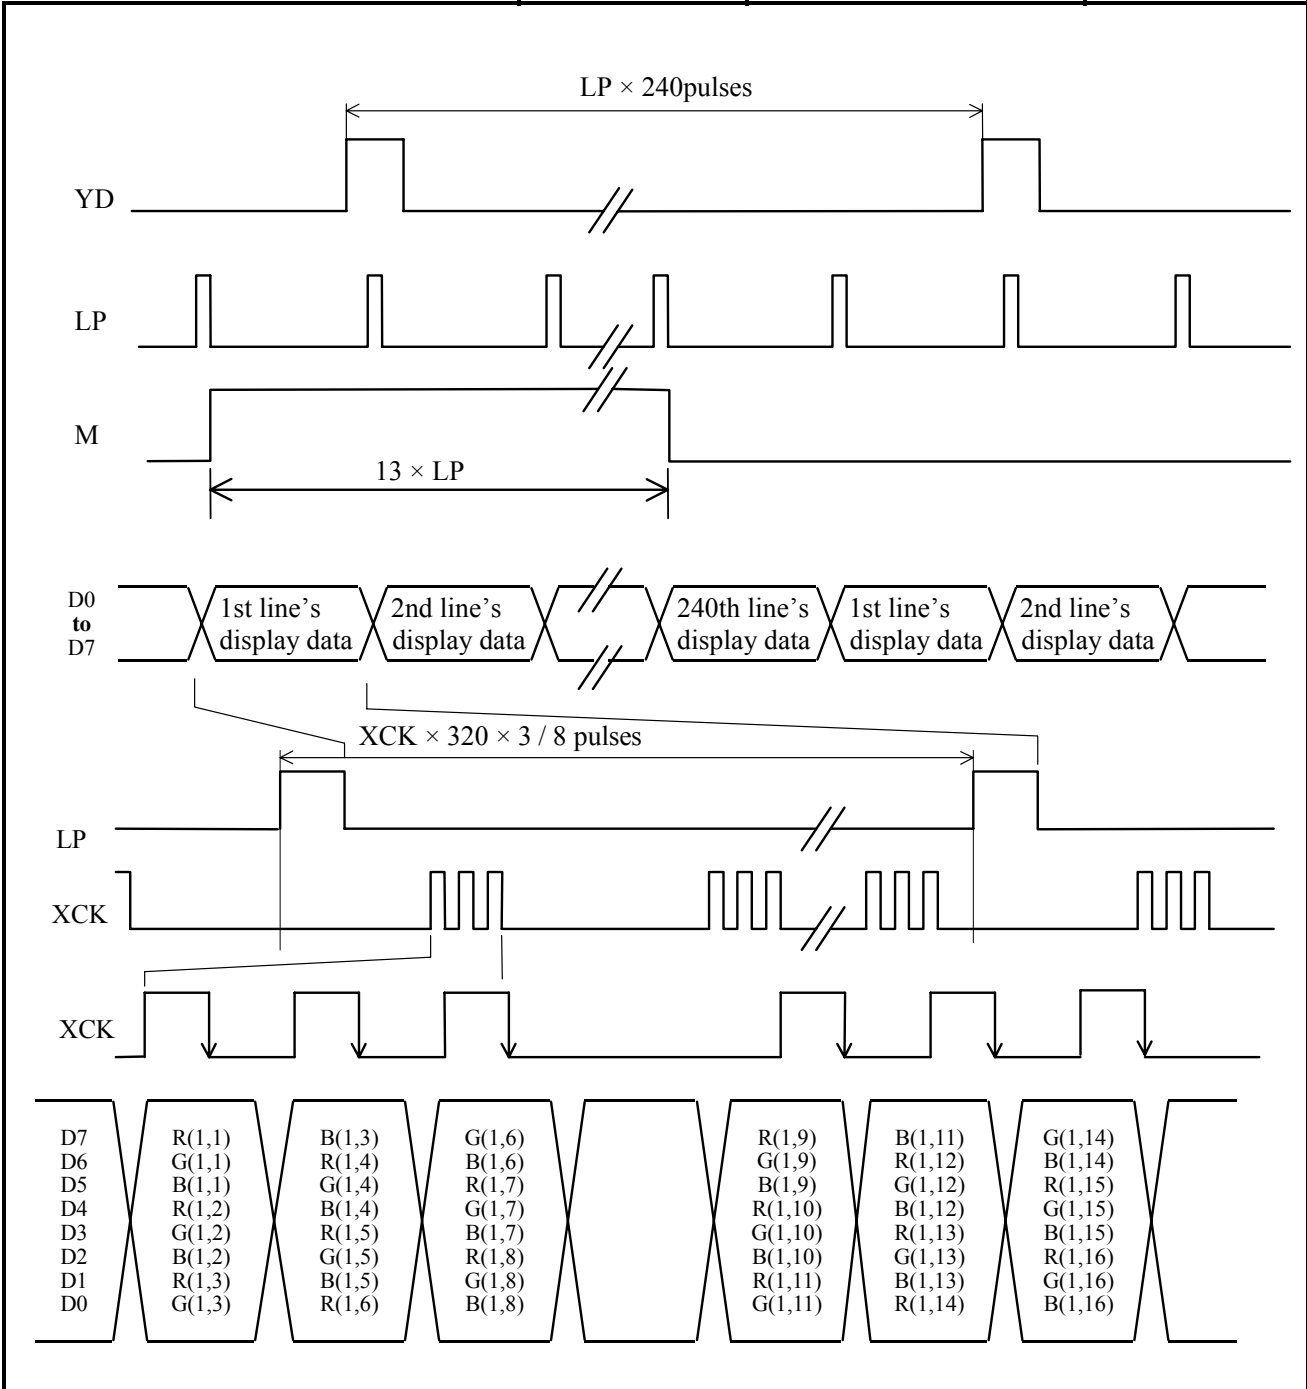 LP × 240pulses
YD
LP
M
13 × LP
D0
to
D7
1st line's
display data
2nd line's
display data
240th line's
display data
1st line's
display data
2nd line's
display data
XCK × 320 × 3 / 8 pulses
LP
XCK
XCK
D7 R(1,1) B(1,3) G(1,6) R(1,9) B(1,11) G(1,14)
D6 G(1,1) R(1,4) B(1,6) G(1,9) R(1,12) B(1,14)
D5 B(1,1) G(1,4) R(1,7) B(1,9) G(1,12) R(1,15)
D4 R(1,2) B(1,4) G(1,7) R(1,10) B(1,12) G(1,15)
D3 G(1,2) R(1,5) B(1,7) G(1,10) R(1,13) B(1,15)
D2 B(1,2) G(1,5) R(1,8) B(1,10) G(1,13) R(1,16)
D1 R(1,3) B(1,5) G(1,8) R(1,11) B(1,13) G(1,16)
D0 G(1,3) R(1,6) B(1,8) G(1,11) R(1,14) B(1,16)